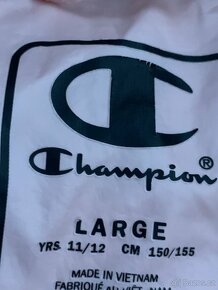 Champion®
LARGE
YRS 11/12 CM 150/155
MADE IN VIETNAM
FABRIQUÉ AU VIÊT-NAM